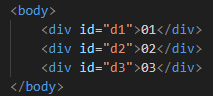 <body>
    <div id="d1">01</div>
    <div id="d2">02</div>
    <div id="d3">03</div>
</body>